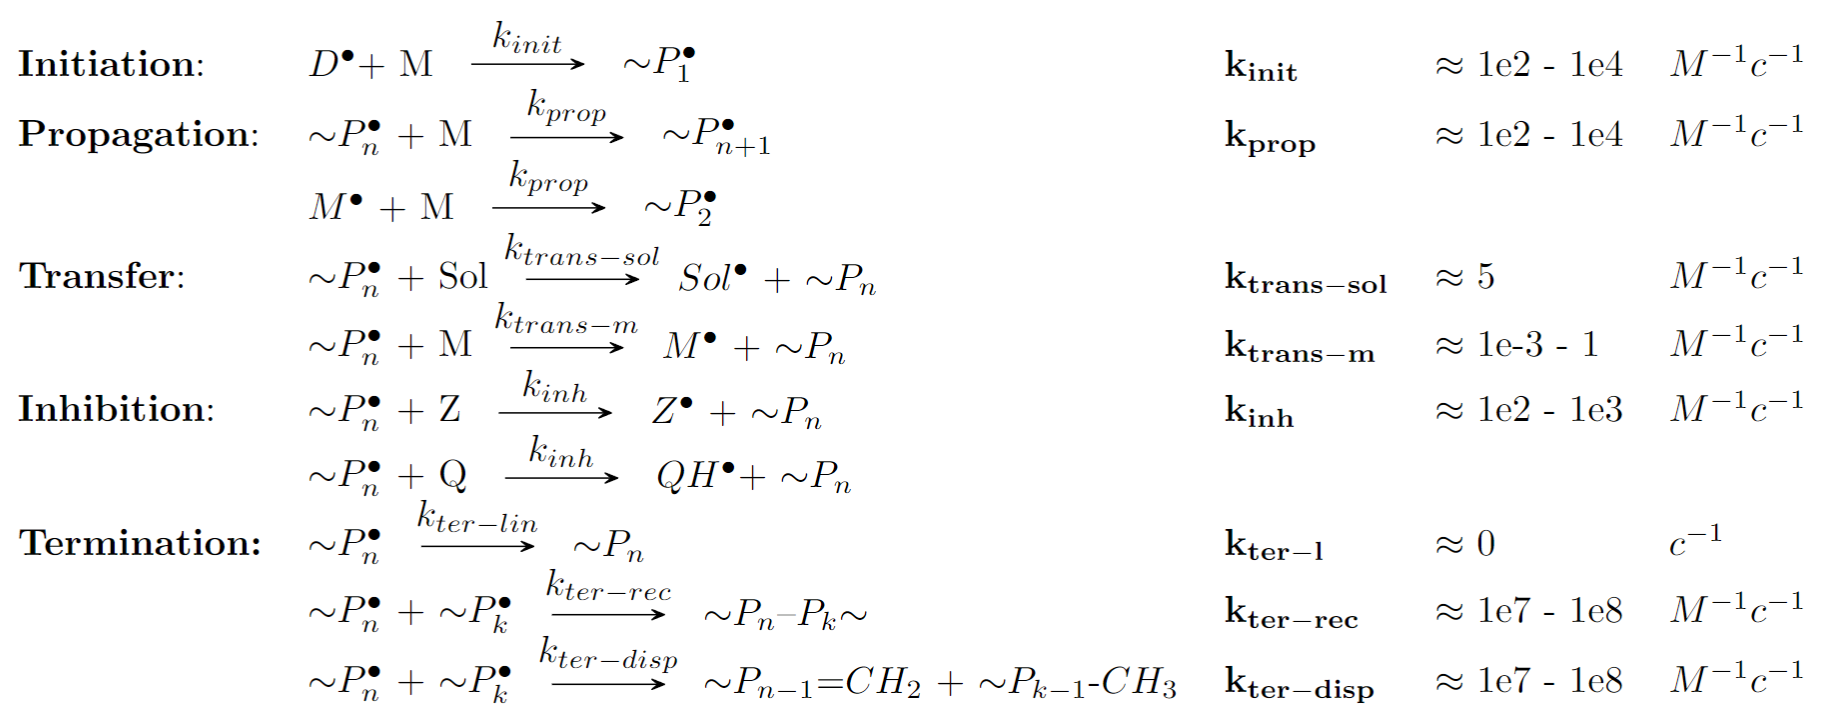 Initiation: D•+ M k_init ⟶ ∼P₁• k_init ≈ 1e2 - 1e4 M⁻¹c⁻¹
Propagation: ∼Pₙ• + M k_prop ⟶ ∼Pₙ₊₁• k_prop ≈ 1e2 - 1e4 M⁻¹c⁻¹
M• + M k_prop ⟶ ∼P₂•
Transfer: ∼Pₙ• + Sol k_trans−sol ⟶ Sol• + ∼Pₙ k_trans−sol ≈ 5 M⁻¹c⁻¹
∼Pₙ• + M k_trans−m ⟶ M• + ∼Pₙ k_trans−m ≈ 1e-3 - 1 M⁻¹c⁻¹
Inhibition: ∼Pₙ• + Z k_inh ⟶ Z• + ∼Pₙ k_inh ≈ 1e2 - 1e3 M⁻¹c⁻¹
∼Pₙ• + Q k_inh ⟶ QH•+ ∼Pₙ
Termination: ∼Pₙ• k_ter−lin ⟶ ∼Pₙ k_ter−l ≈ 0 c⁻¹
∼Pₙ• + ∼Pₖ• k_ter−rec ⟶ ∼Pₙ–Pₖ∼ k_ter−rec ≈ 1e7 - 1e8 M⁻¹c⁻¹
∼Pₙ• + ∼Pₖ• k_ter−disp ⟶ ∼Pₙ₋₁=CH₂ + ∼Pₖ₋₁-CH₃ k_ter−disp ≈ 1e7 - 1e8 M⁻¹c⁻¹